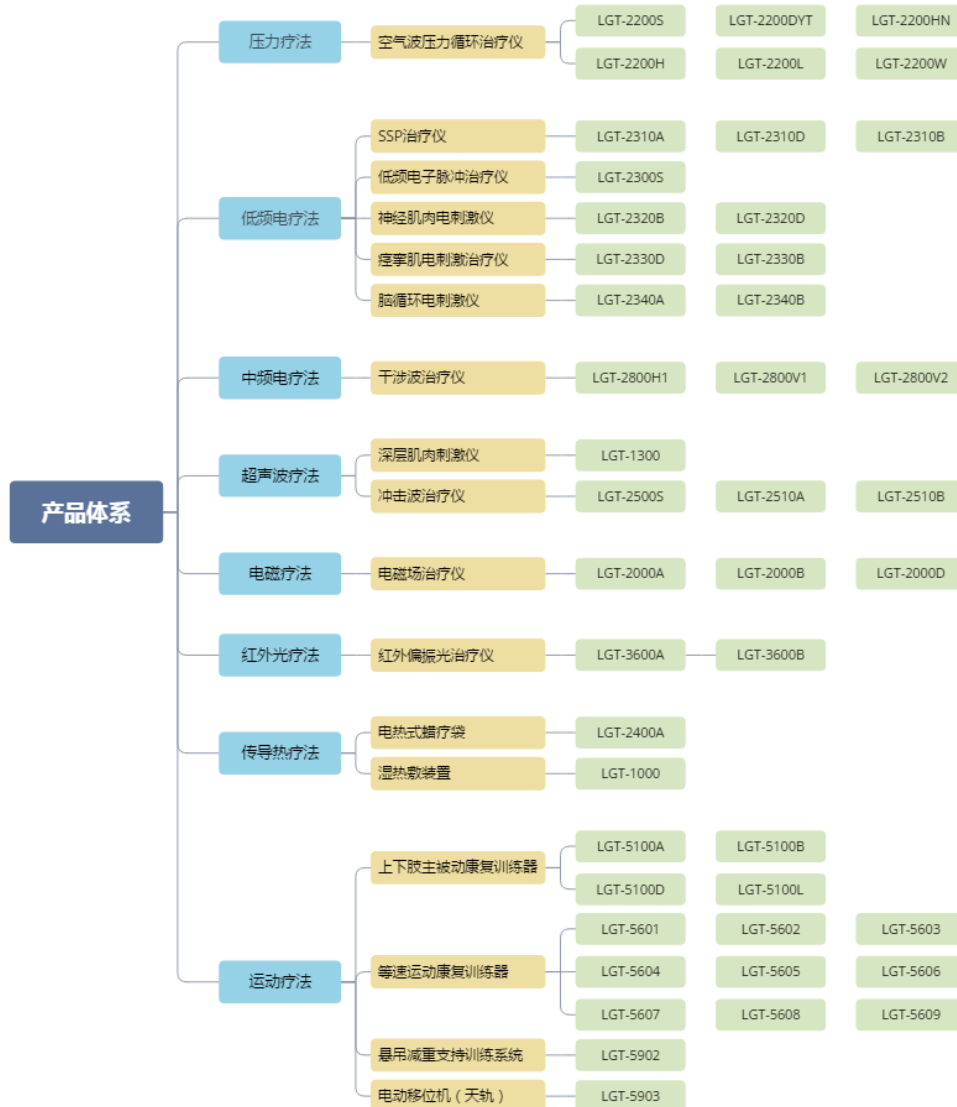 产品体系
压力疗法
空气波压力循环治疗仪
LGT-2200S LGT-2200DYT LGT-2200HN
LGT-2200H LGT-2200L LGT-2200W
低频电疗法
SSP治疗仪
LGT-2310A LGT-2310D LGT-2310B
低频电子脉冲治疗仪
LGT-2300S
神经肌肉电刺激仪
LGT-2320B LGT-2320D
痉挛肌电刺激治疗仪
LGT-2330D LGT-2330B
脑循环电刺激仪
LGT-2340A LGT-2340B
中频电疗法
干涉波治疗仪
LGT-2800H1 LGT-2800V1 LGT-2800V2
超声波疗法
深层肌肉刺激仪
LGT-1300
冲击波治疗仪
LGT-2500S LGT-2510A LGT-2510B
电磁疗法
电磁场治疗仪
LGT-2000A LGT-2000B LGT-2000D
红外光疗法
红外偏振光治疗仪
LGT-3600A LGT-3600B
传导热疗法
电热式蜡疗袋
LGT-2400A
湿热敷装置
LGT-1000
运动疗法
上下胶主被动康复训练器
LGT-5100A LGT-5100B
LGT-5100D LGT-5100L
等速运动康复训练器
LGT-5601 LGT-5602 LGT-5603
LGT-5604 LGT-5605 LGT-5606
LGT-5607 LGT-5608 LGT-5609
悬吊减重支持训练系统
LGT-5902
电动移位机（天轨）
LGT-5903